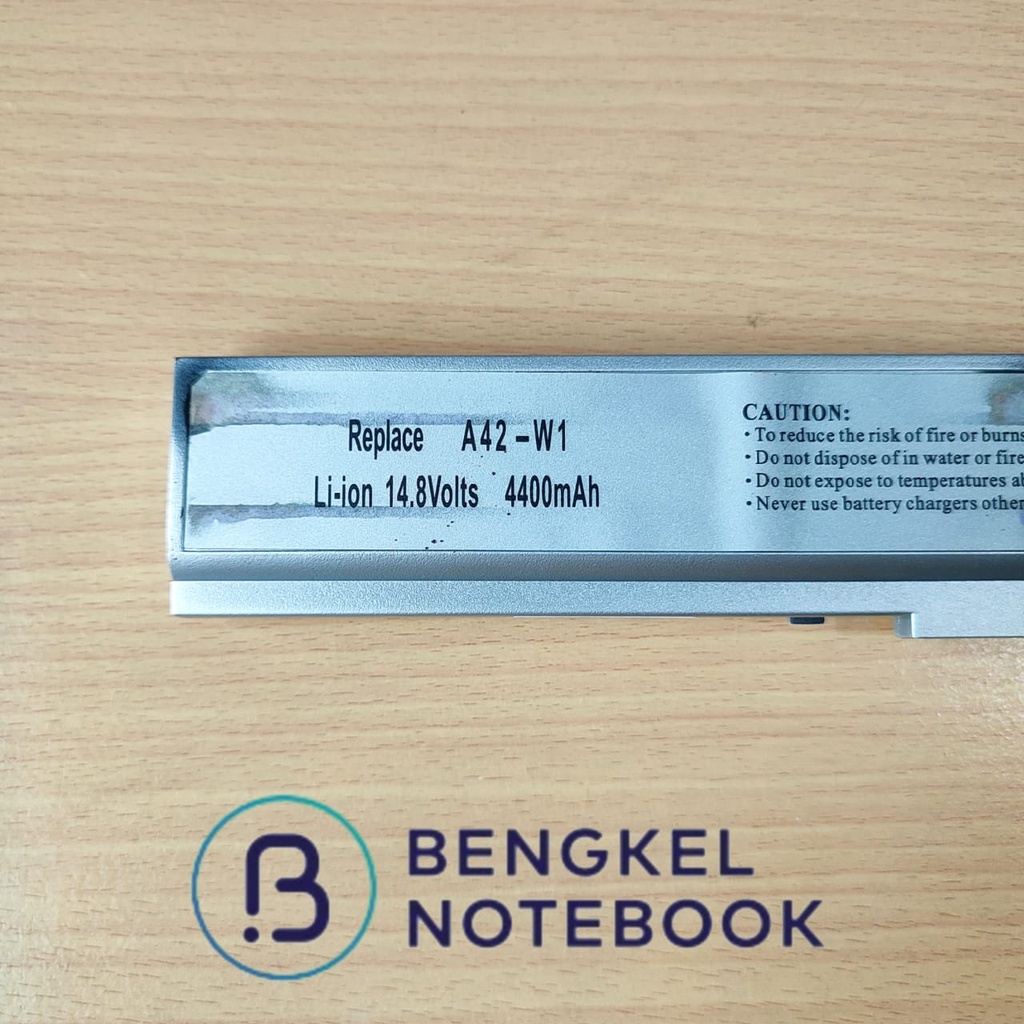 Replace A42-W1
Li-ion 14.8Volts 4400mAh
CAUTION:
• To reduce the risk of fire or burns
• Do not dispose of in water or fire
• Do not expose to temperatures
• Never use battery chargers other
BENGKEL
NOTEBOOK